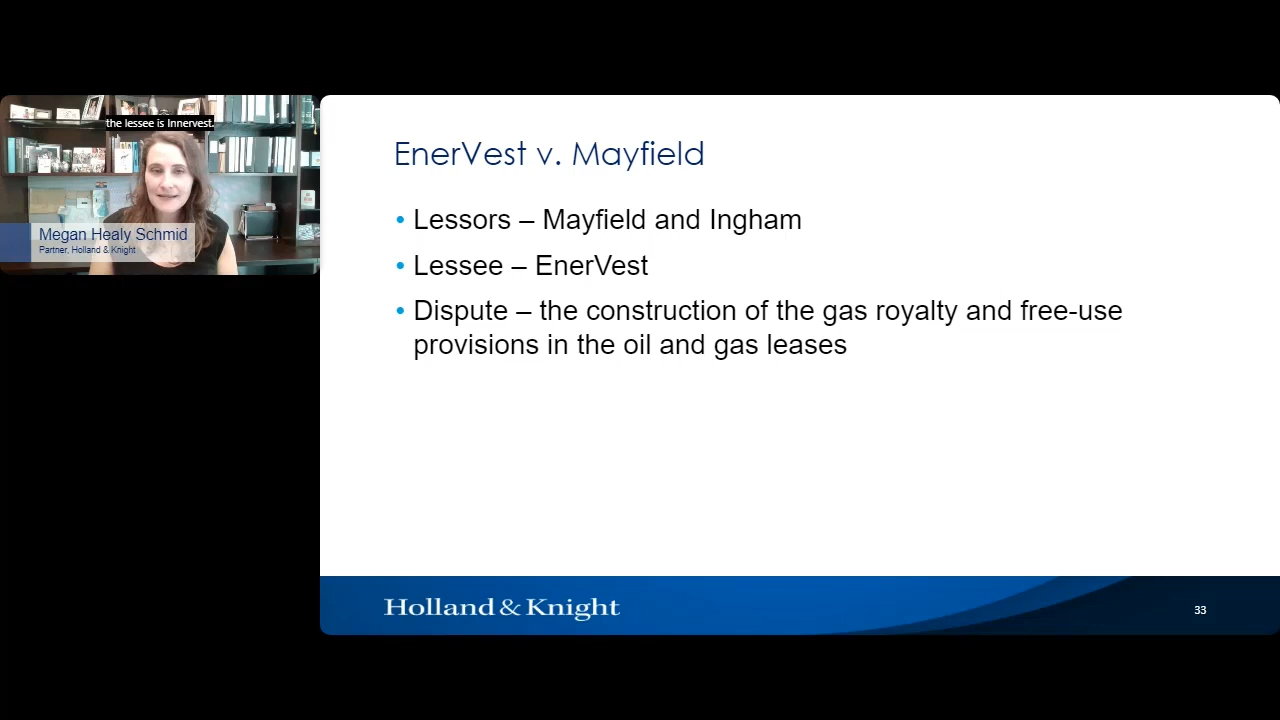 the lessee is Innervest.
Megan Healy Schmid
Partner, Holland & Knight
EnerVest v. Mayfield
• Lessors – Mayfield and Ingham
• Lessee – EnerVest
• Dispute – the construction of the gas royalty and free-use
provisions in the oil and gas leases
Holland & Knight
33